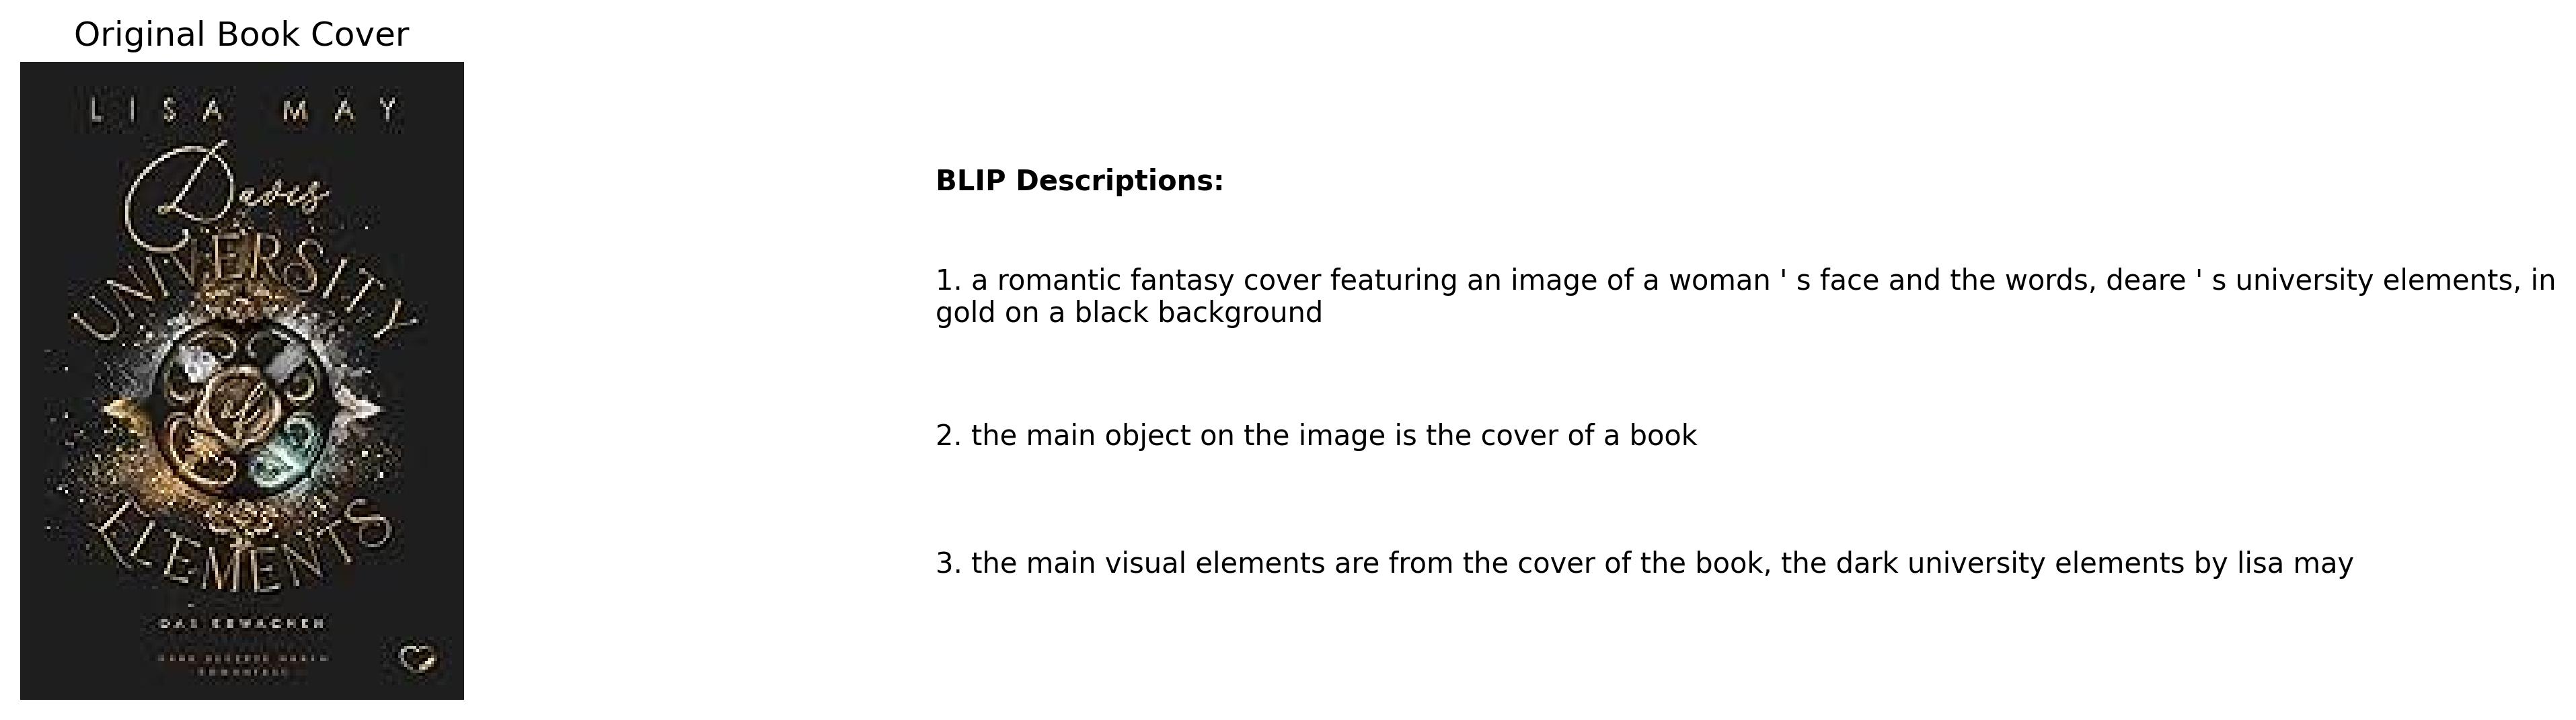 Original Book Cover
LISA MAY
Davis
UNIVERSITY
of
ELEMENTS
DAS ERWACHEN
BLIP Descriptions:
1. a romantic fantasy cover featuring an image of a woman ' s face and the words, deare ' s university elements, in
gold on a black background
2. the main object on the image is the cover of a book
3. the main visual elements are from the cover of the book, the dark university elements by lisa may